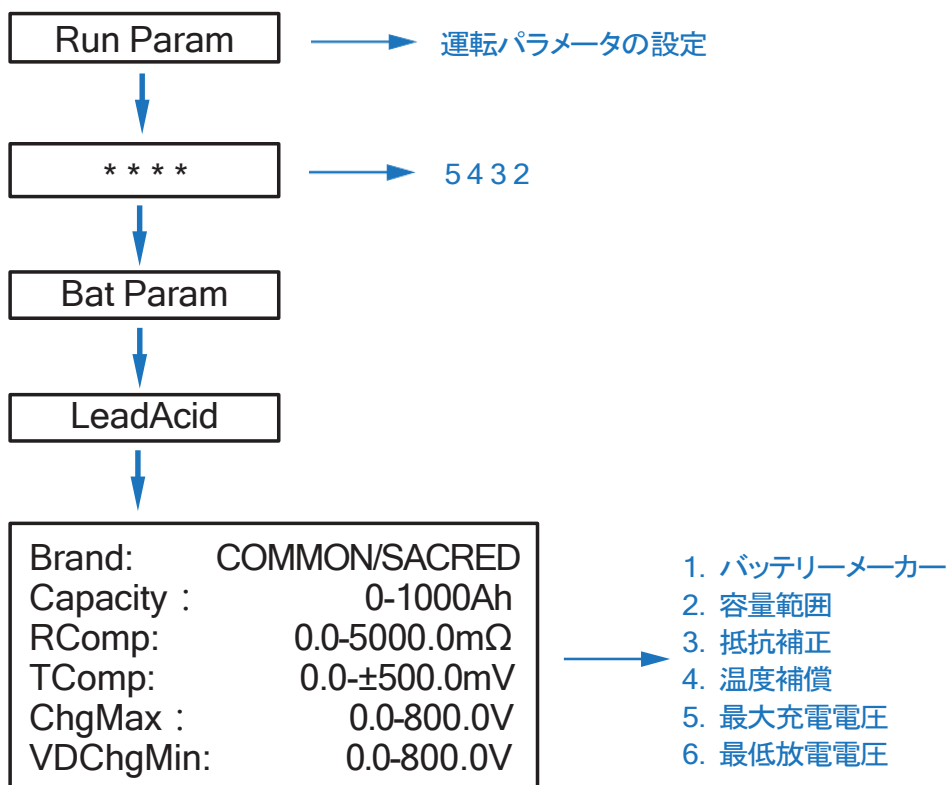 Run Param
運転パラメータの設定
* * * *
5 4 3 2
Bat Param
LeadAcid
Brand: COMMON/SACRED
Capacity : 0-1000Ah
RComp: 0.0-5000.0mΩ
TComp: 0.0-±500.0mV
ChgMax : 0.0-800.0V
VDChgMin: 0.0-800.0V
1. バッテリーメーカー
2. 容量範囲
3. 抵抗補正
4. 温度補償
5. 最大充電電圧
6. 最低放電電圧